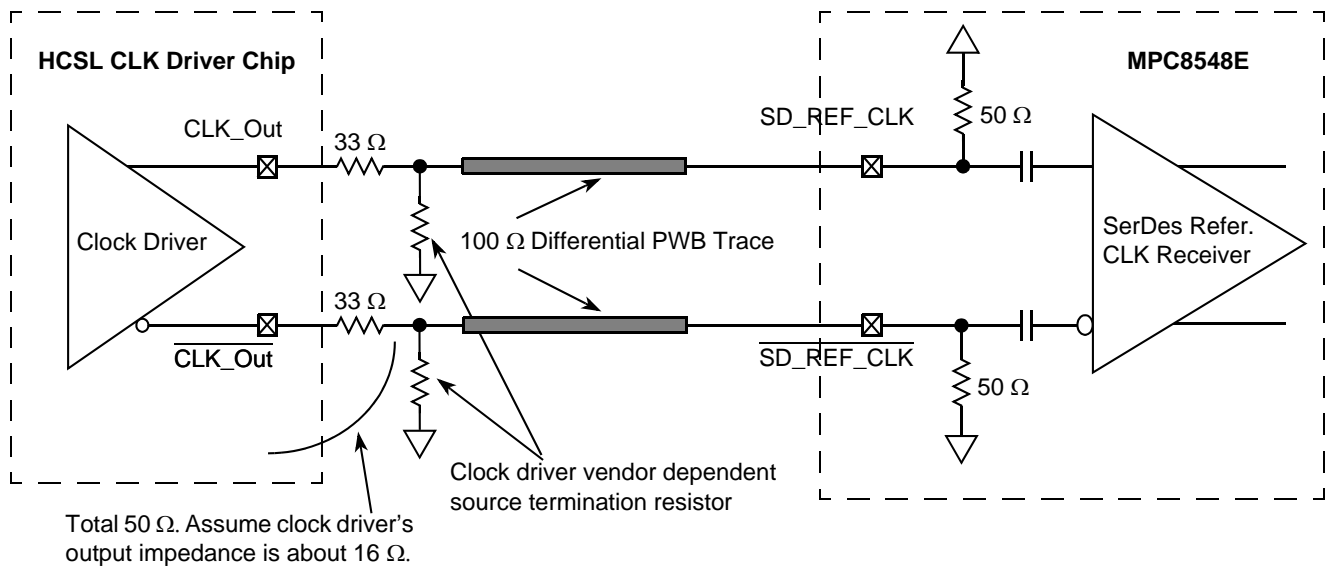 HCSL CLK Driver Chip
MPC8548E
CLK_Out
33 Ω
SD_REF_CLK
50 Ω
Clock Driver
100 Ω Differential PWB Trace
SerDes Refer.
CLK Receiver
33 Ω
CLK_Out
SD_REF_CLK
50 Ω
Clock driver vendor dependent
source termination resistor
Total 50 Ω. Assume clock driver's
output impedance is about 16 Ω.